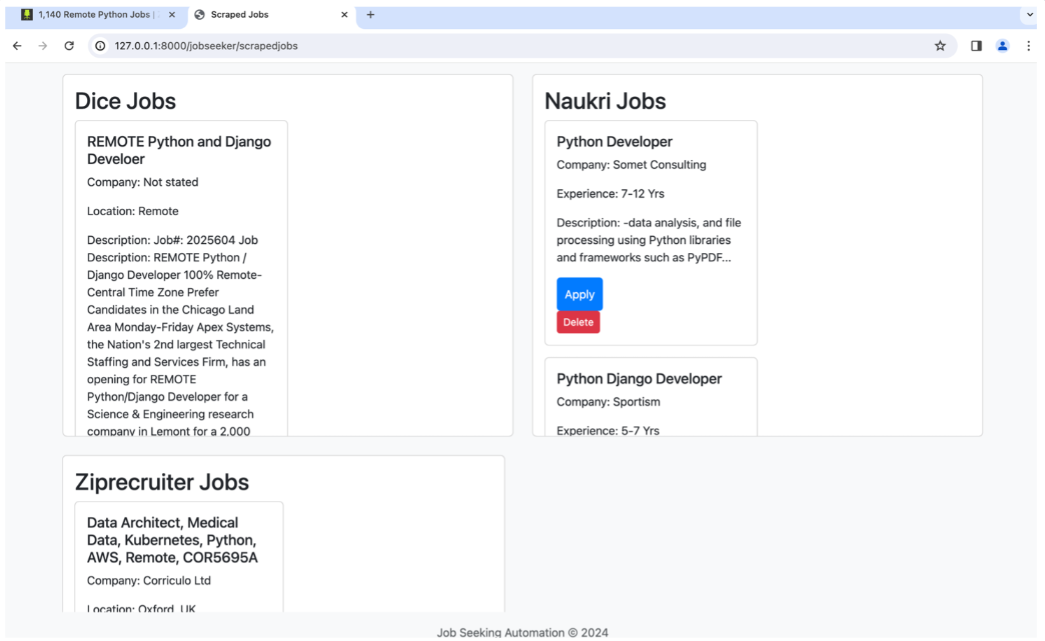 1,140 Remote Python Jobs |
Scraped Jobs
127.0.0.1:8000/jobseeker/scrapedjobs
Dice Jobs
REMOTE Python and Django
Develoer
Company: Not stated
Location: Remote
Description: Job#: 2025604 Job
Description: REMOTE Python /
Django Developer 100% Remote-
Central Time Zone Prefer
Candidates in the Chicago Land
Area Monday-Friday Apex Systems,
the Nation's 2nd largest Technical
Staffing and Services Firm, has an
opening for REMOTE
Python/Django Developer for a
Science & Engineering research
company in Lemont for a 2,000
Naukri Jobs
Python Developer
Company: Somet Consulting
Experience: 7-12 Yrs
Description: -data analysis, and file
processing using Python libraries
and frameworks such as PyPDF...
Apply
Delete
Python Django Developer
Company: Sportism
Experience: 5-7 Yrs
Ziprecruiter Jobs
Data Architect, Medical
Data, Kubernetes, Python,
AWS, Remote, COR5695A
Company: Corriculo Ltd
Location: Oxford, UK
Job Seeking Automation © 2024